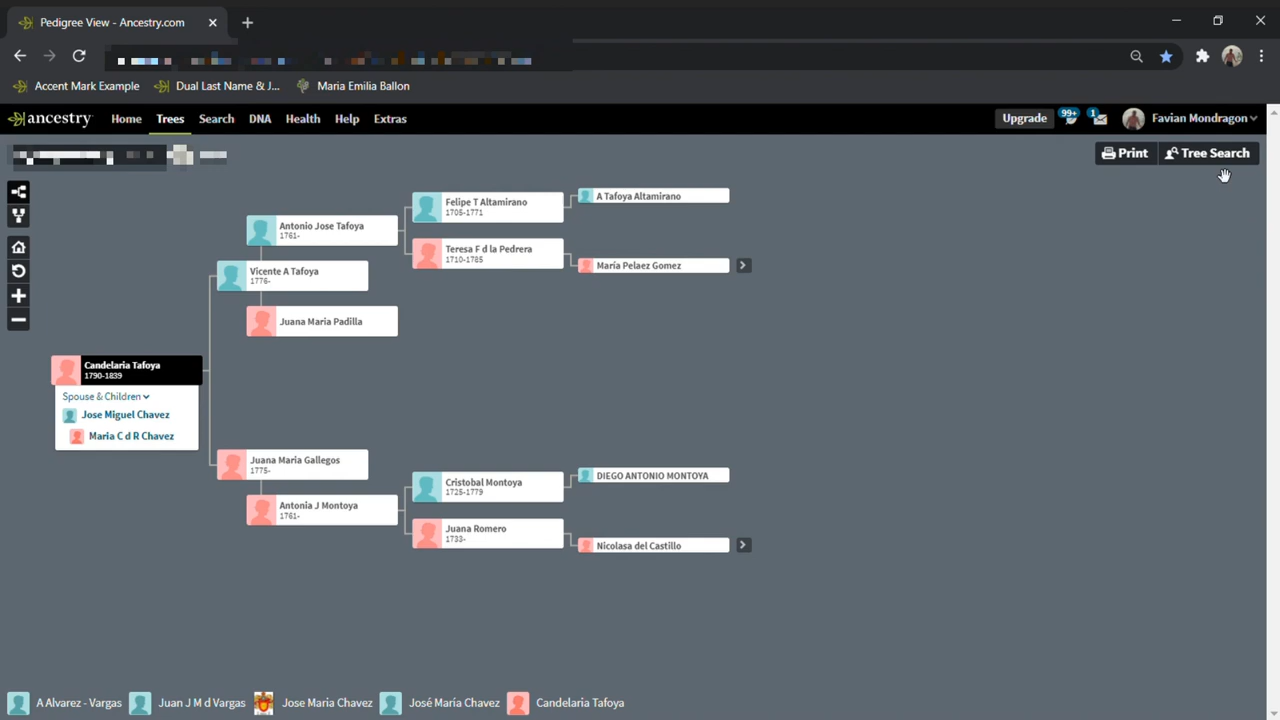 Pedigree View - Ancestry.com
Accent Mark Example
Dual Last Name & J...
Maria Emilia Ballon
ancestry
Home
Trees
Search
DNA
Health
Help
Extras
Upgrade
99+
1
Favian Mondragon
Print
Tree Search
Felipe T Altamirano
1705-1771
A Tafoya Altamirano
Antonio Jose Tafoya
1761-
Teresa F d la Pedrera
1710-1785
María Pelaez Gomez
Vicente A Tafoya
1776-
Juana Maria Padilla
Candelaria Tafoya
1790-1839
Spouse & Children
Jose Miguel Chavez
Maria C d R Chavez
Juana Maria Gallegos
1775-
Cristobal Montoya
1725-1779
DIEGO ANTONIO MONTOYA
Antonia J Montoya
1761-
Juana Romero
1733-
Nicolasa del Castillo
A Alvarez - Vargas
Juan J M d Vargas
Jose Maria Chavez
José María Chavez
Candelaria Tafoya